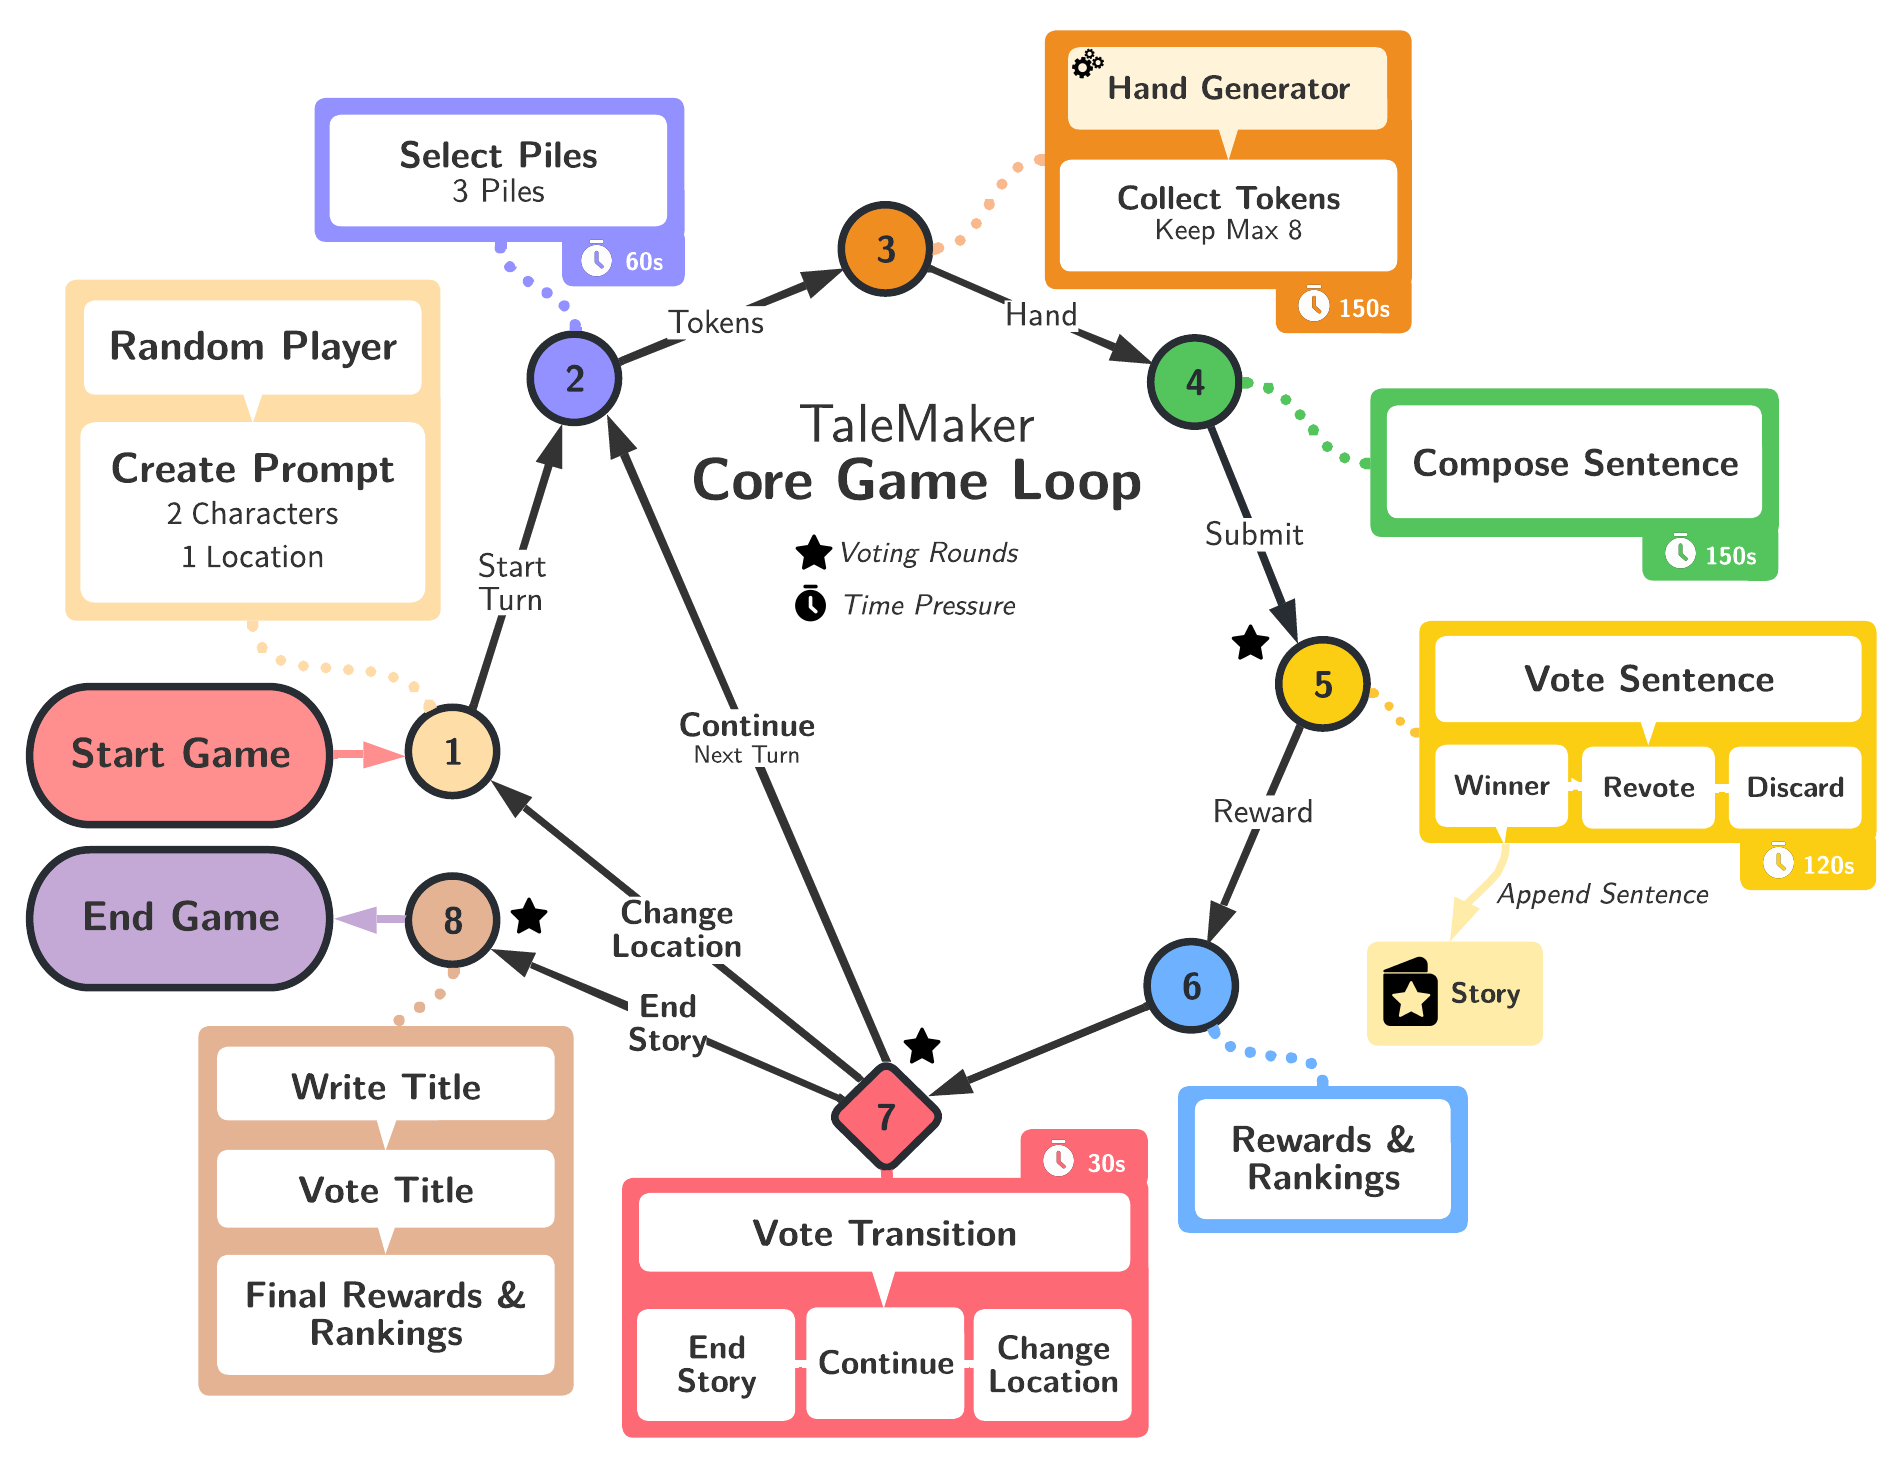 Hand Generator
Collect Tokens
Keep Max 8
150s
Select Piles
3 Piles
60s
3
Tokens
Hand
Random Player
Create Prompt
2 Characters
1 Location
2
4
TaleMaker
Core Game Loop
Voting Rounds
Time Pressure
Compose Sentence
150s
Start
Turn
Submit
Start Game
1
Continue
Next Turn
5
Vote Sentence
Winner
Revote
Discard
120s
Append Sentence
Story
Reward
End Game
8
Change
Location
End
Story
6
7
Write Title
Vote Title
Final Rewards &
Rankings
30s
Vote Transition
End
Story
Continue
Change
Location
Rewards &
Rankings